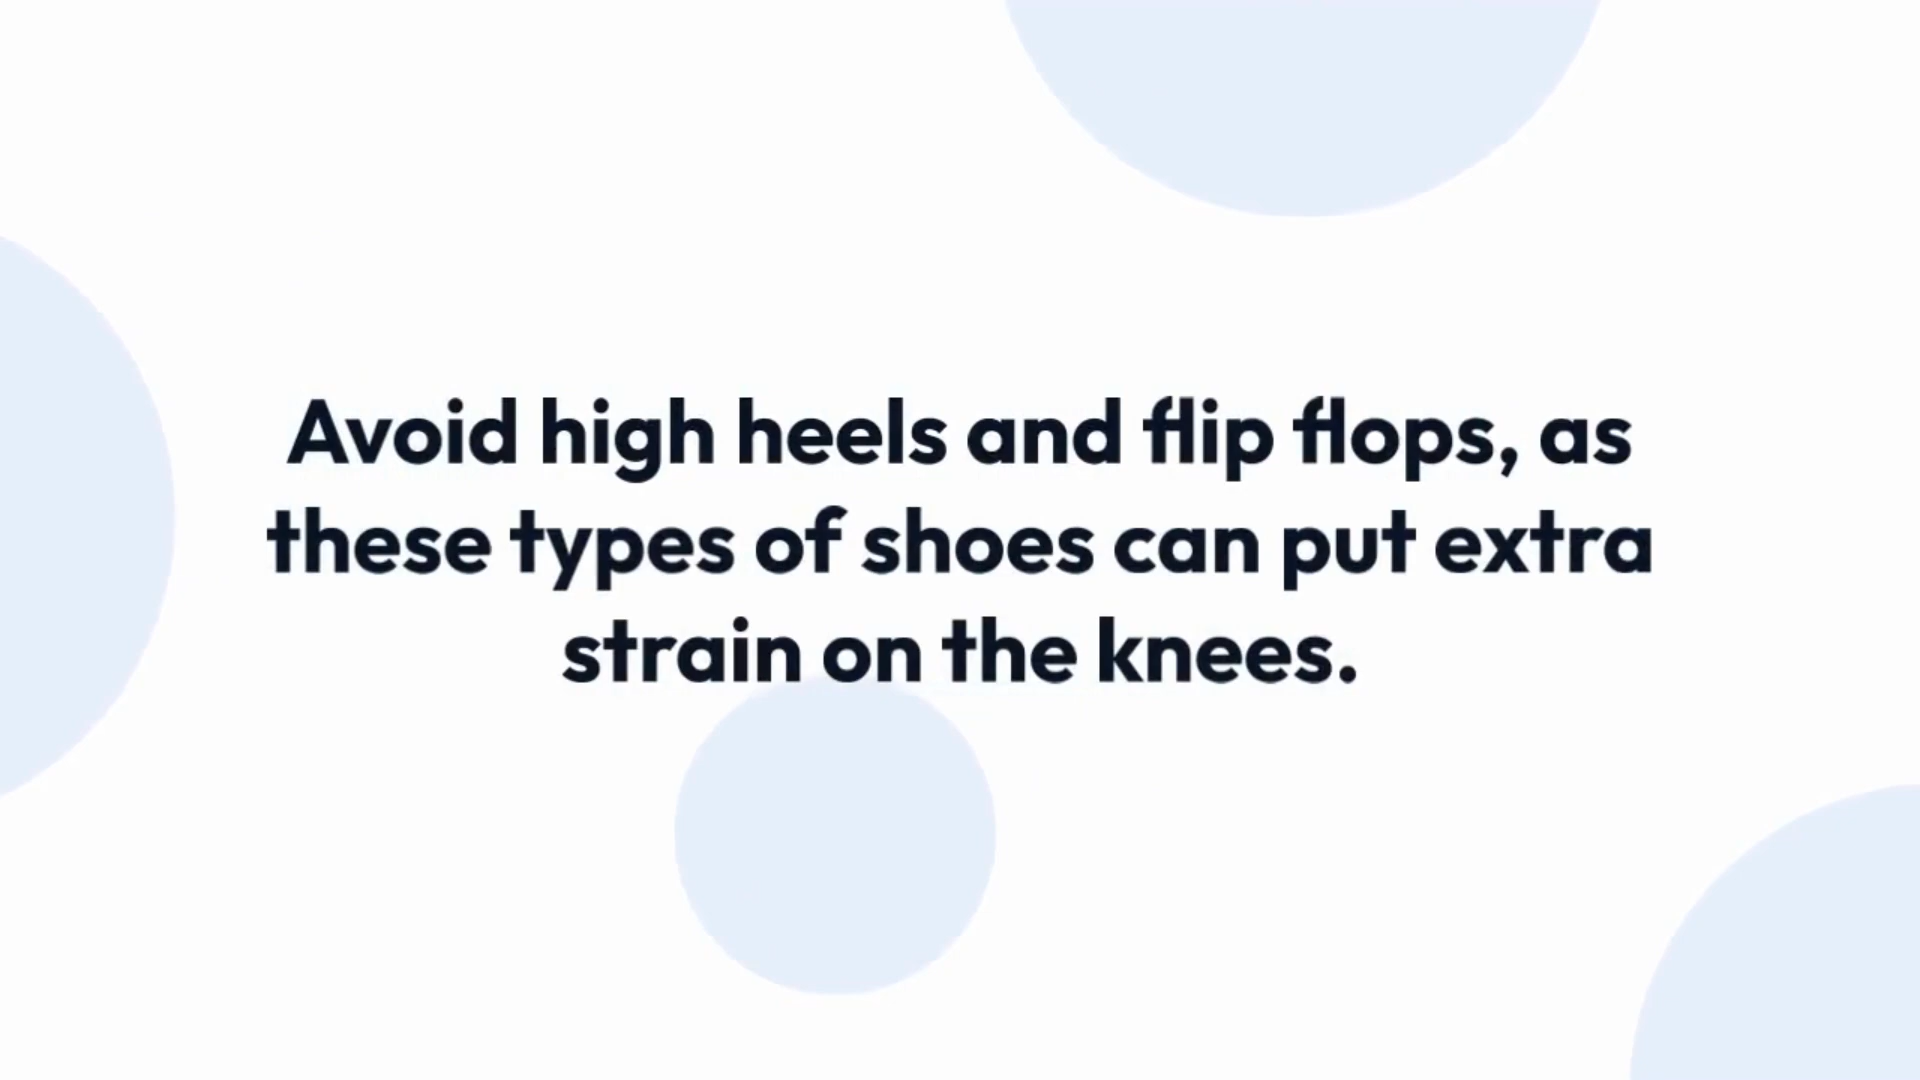 Avoid high heels and flip flops, as
these types of shoes can put extra
strain on the knees.